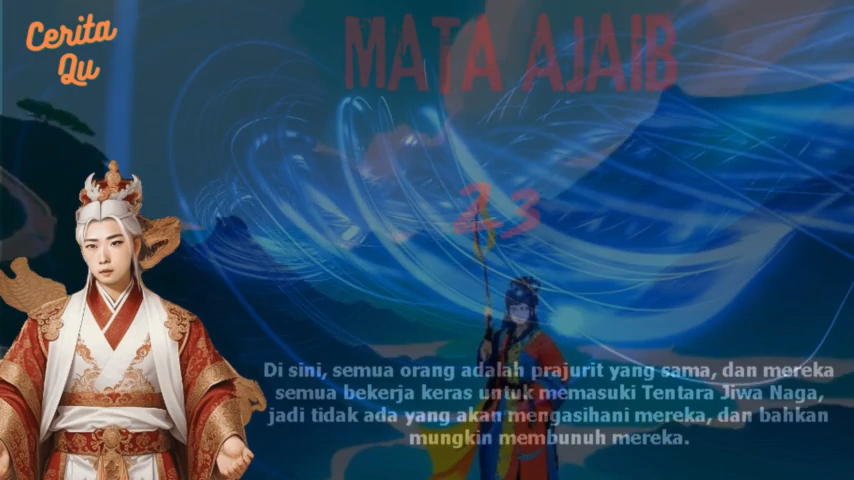 Cerita
Qu
MATA AJAIB
23
Di sini, semua orang adalah prajurit yang sama, dan mereka
semua bekerja keras untuk memasuki Tentara Jiwa Naga,
jadi tidak ada yang akan mengasihani mereka, dan bahkan
mungkin membunuh mereka.